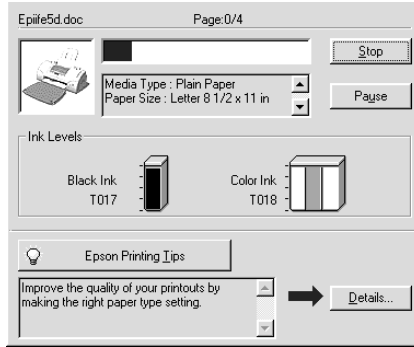 Epiife5d.doc Page:0/4
Stop
Media Type : Plain Paper
Paper Size : Letter 8 1/2 x 11 in
Pause
Ink Levels
Black Ink
T017
Color Ink
T018
Epson Printing Tips
Improve the quality of your printouts by
making the right paper type setting.
Details...